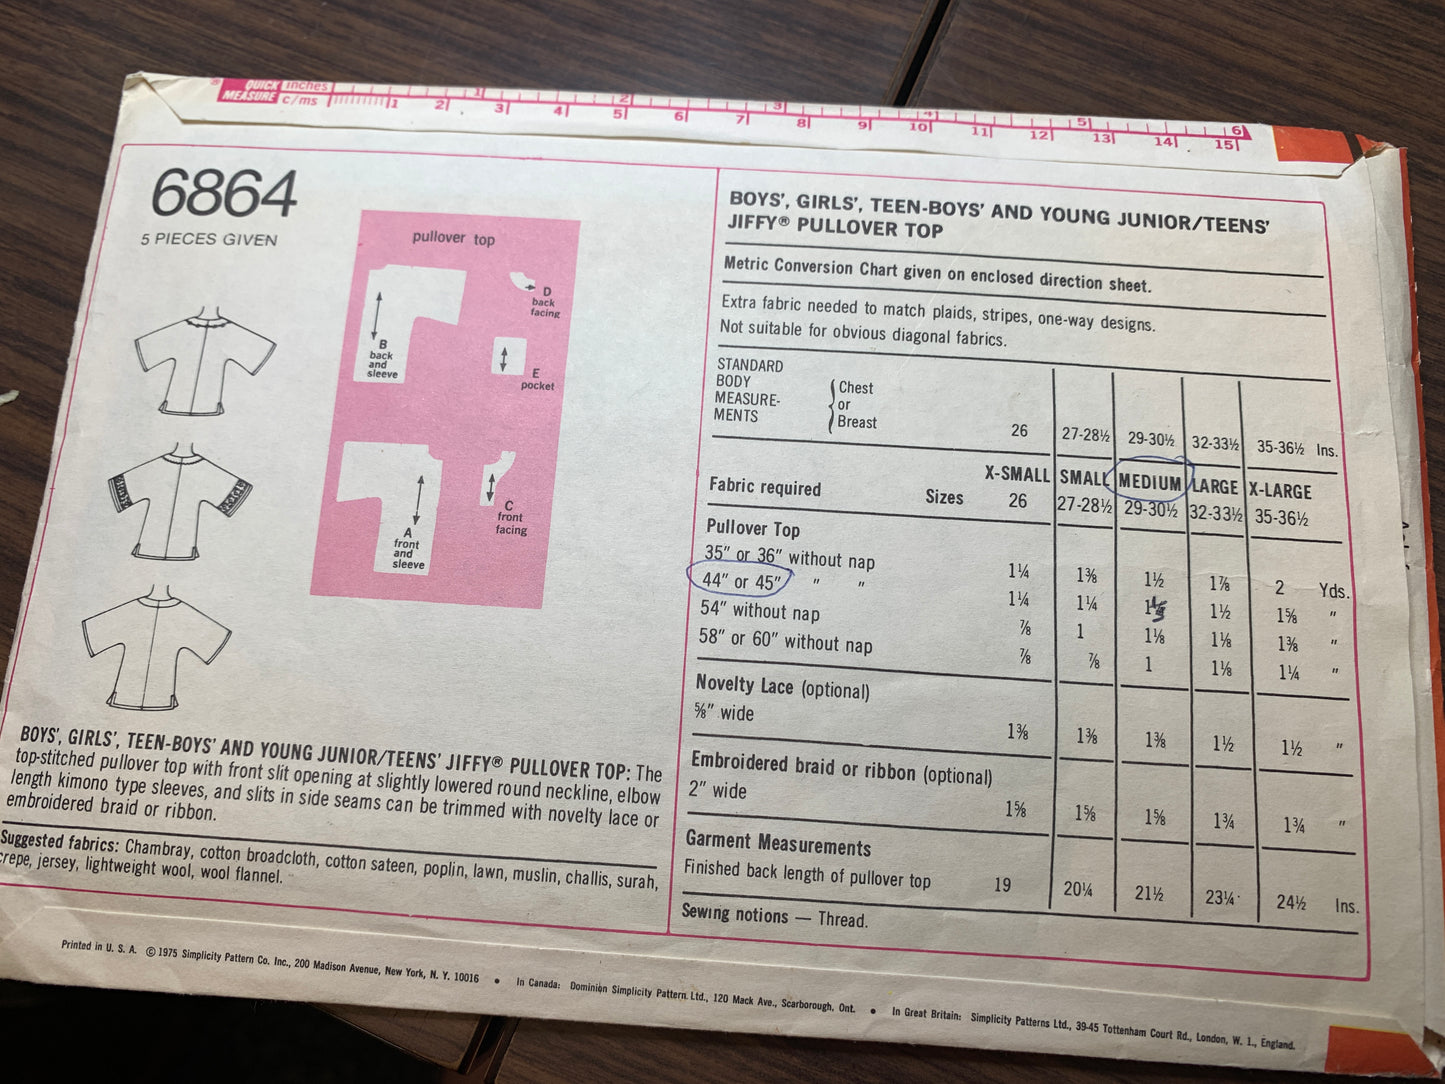 QUICK MEASURE inches 1 2 3 4 5 6
c/ms 1 2 3 4 5 6 7 8 9 10 11 12 13 14 15
6864
5 PIECES GIVEN
pullover top
B
back
and
sleeve
D
back
facing
E
pocket
A
front
and
sleeve
C
front
facing
BOYS', GIRLS', TEEN-BOYS' AND YOUNG JUNIOR/TEENS' JIFFY® PULLOVER TOP: The
top-stitched pullover top with front slit opening at slightly lowered round neckline, elbow
length kimono type sleeves, and slits in side seams can be trimmed with novelty lace or
embroidered braid or ribbon.
Suggested fabrics: Chambray, cotton broadcloth, cotton sateen, poplin, lawn, muslin, challis, surah,
crepe, jersey, lightweight wool, wool flannel.
BOYS', GIRLS', TEEN-BOYS' AND YOUNG JUNIOR/TEENS'
JIFFY® PULLOVER TOP
Metric Conversion Chart given on enclosed direction sheet.
Extra fabric needed to match plaids, stripes, one-way designs.
Not suitable for obvious diagonal fabrics.
STANDARD
BODY
MEASURE-
MENTS
Chest
or
Breast
26 27-28½ 29-30½ 32-33½ 35-36½ Ins.
X-SMALL SMALL MEDIUM LARGE X-LARGE
Fabric required Sizes 26 27-28½ 29-30½ 32-33½ 35-36½
Pullover Top
35" or 36" without nap 1¼ 1⅜ 1½ 1⅞ 2 Yds.
44" or 45" " " 1¼ 1¼ 1½ 1⅝ "
54" without nap ⅞ 1 1⅛ 1⅛ 1⅜ "
58" or 60" without nap ⅞ ⅞ 1 1⅛ 1¼ "
Novelty Lace (optional)
⅝" wide 1⅜ 1⅜ 1⅜ 1½ 1½ "
Embroidered braid or ribbon (optional)
2" wide 1⅝ 1⅝ 1⅝ 1¾ 1¾ "
Garment Measurements
Finished back length of pullover top 19 20¼ 21½ 23¼ 24½ Ins.
Sewing notions — Thread.
Printed in U. S. A. © 1975 Simplicity Pattern Co. Inc., 200 Madison Avenue, New York, N. Y. 10016 • In Canada: Dominion Simplicity Pattern. Ltd., 120 Mack Ave., Scarborough, Ont. • In Great Britain: Simplicity Patterns Ltd., 39-45 Tottenham Court Rd., London, W. 1., England.